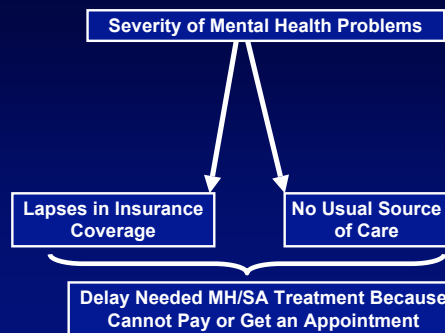 Severity of Mental Health Problems
Lapses in Insurance
Coverage
No Usual Source
of Care
Delay Needed MH/SA Treatment Because
Cannot Pay or Get an Appointment